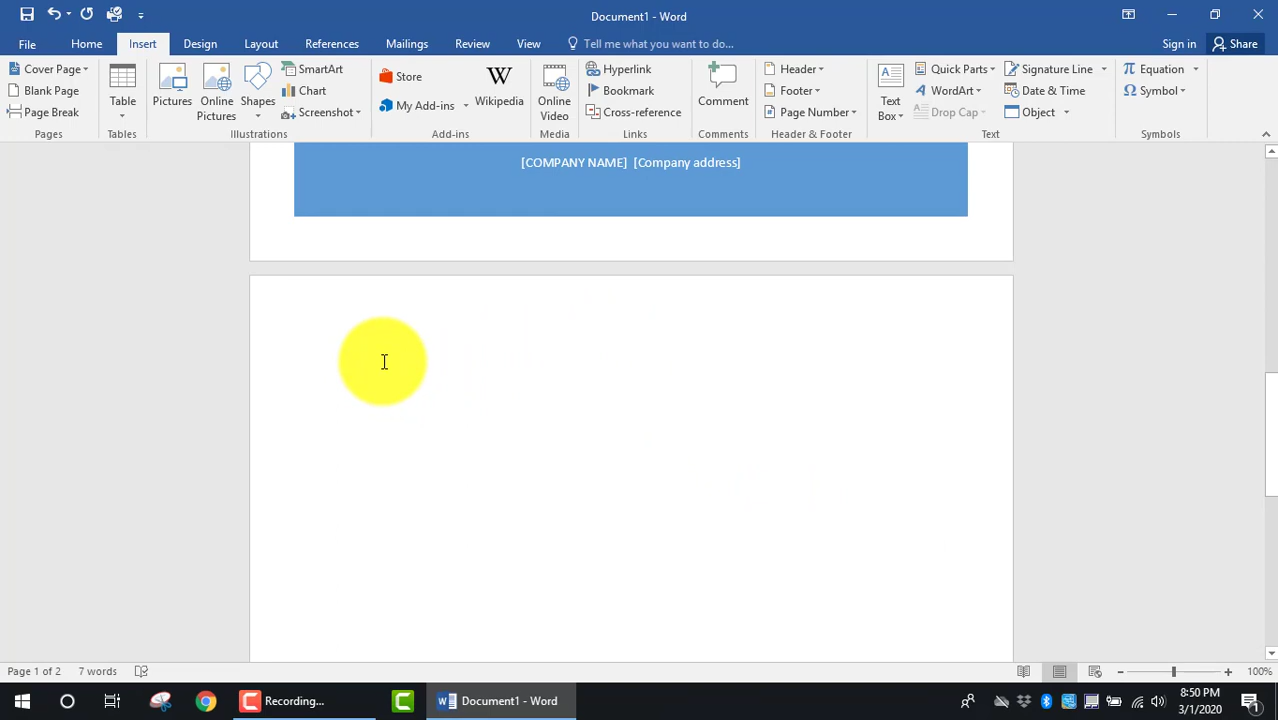 Document1 - Word
File Home Insert Design Layout References Mailings Review View Tell me what you want to do... Sign in Share
Cover Page
Blank Page
Page Break
Pages
Table
Tables
Pictures
Online Pictures
Shapes
SmartArt
Chart
Screenshot
Illustrations
Store
My Add-ins
Wikipedia
Add-ins
Online Video
Media
Hyperlink
Bookmark
Cross-reference
Links
Comment
Comments
Header
Footer
Page Number
Header & Footer
Text Box
Quick Parts
WordArt
Drop Cap
Signature Line
Date & Time
Object
Text
Equation
Symbol
Symbols
[COMPANY NAME] [Company address]
Page 1 of 2 7 words 100%
Recording... Document1 - Word
8:50 PM
3/1/2020